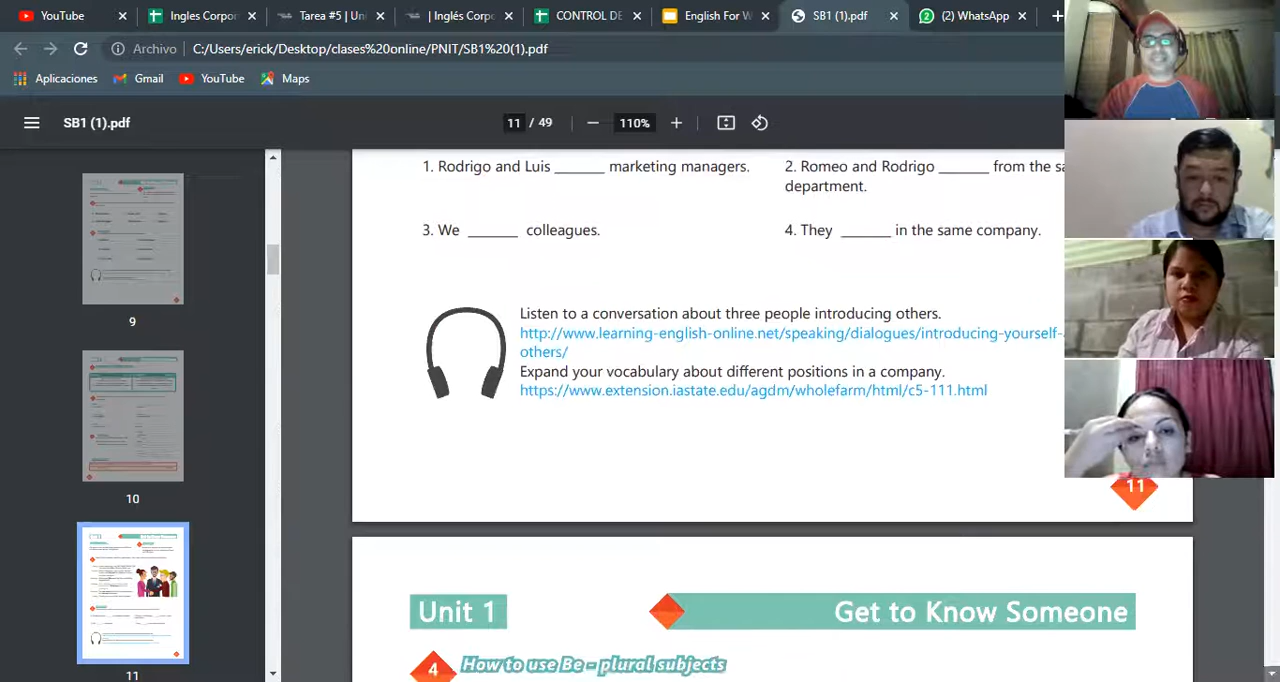 YouTube
Ingles Corpor
Tarea #5 | Uni
| Inglés Corpo
CONTROL DE
English For W
SB1 (1).pdf
(2) WhatsApp
Archivo | C:/Users/erick/Desktop/clases%20online/PNIT/SB1%20(1).pdf
Aplicaciones
Gmail
YouTube
Maps
SB1 (1).pdf
11 / 49
110%
1. Rodrigo and Luis ______ marketing managers.
2. Romeo and Rodrigo ______ from the sa
department.
3. We ______ colleagues.
4. They ______ in the same company.
Listen to a conversation about three people introducing others.
http://www.learning-english-online.net/speaking/dialogues/introducing-yourself-
others/
Expand your vocabulary about different positions in a company.
https://www.extension.iastate.edu/agdm/wholefarm/html/c5-111.html
11
Unit 1
Get to Know Someone
4
How to use Be - plural subjects
9
10
11